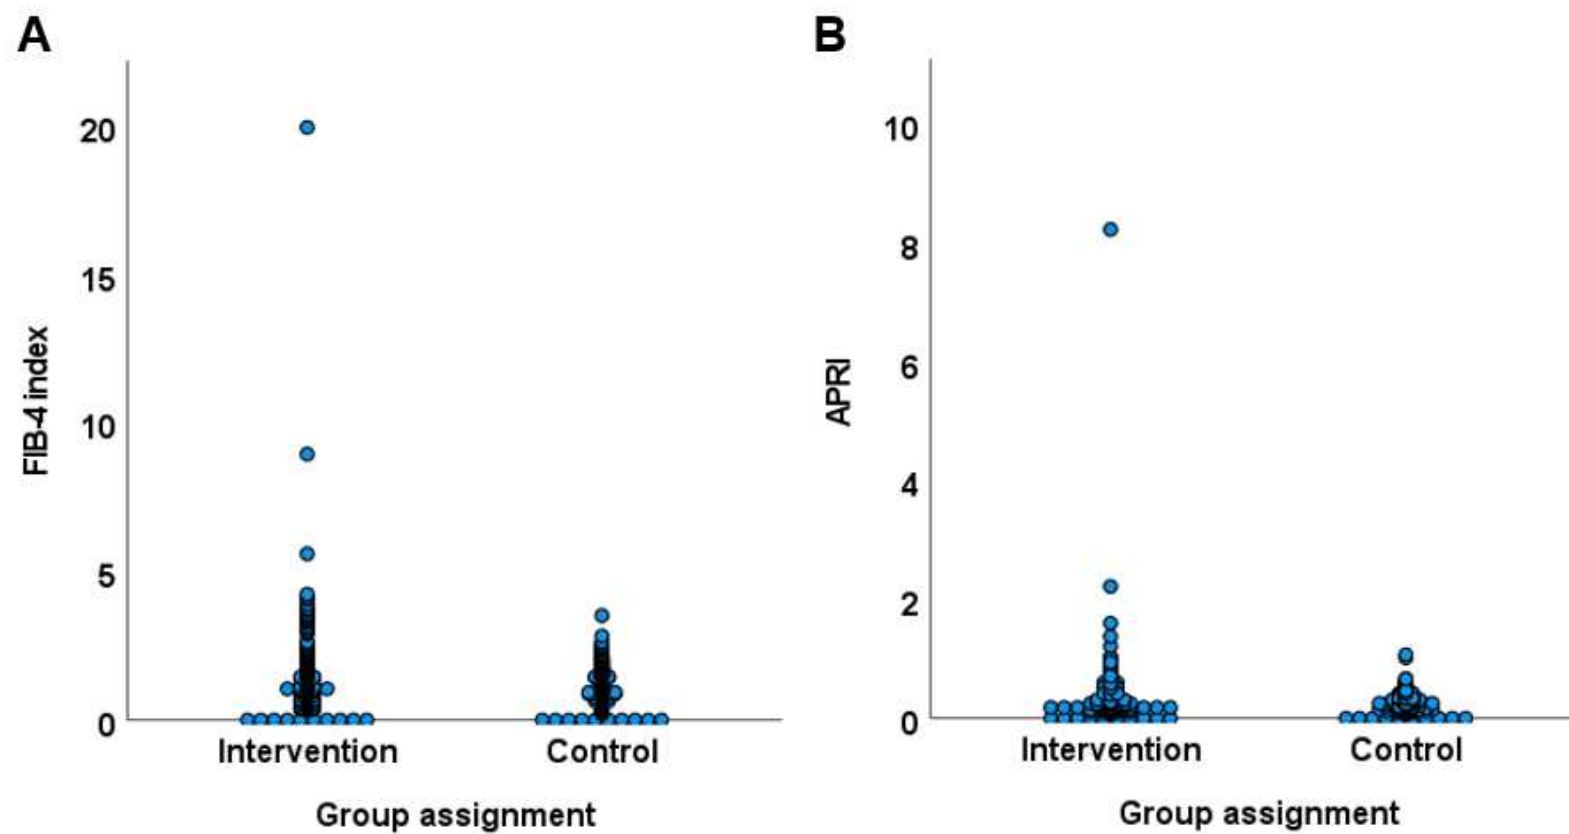 A
FIB-4 index
20
15
10
5
0
Intervention
Control
Group assignment
B
APRI
10
8
6
4
2
0
Intervention
Control
Group assignment